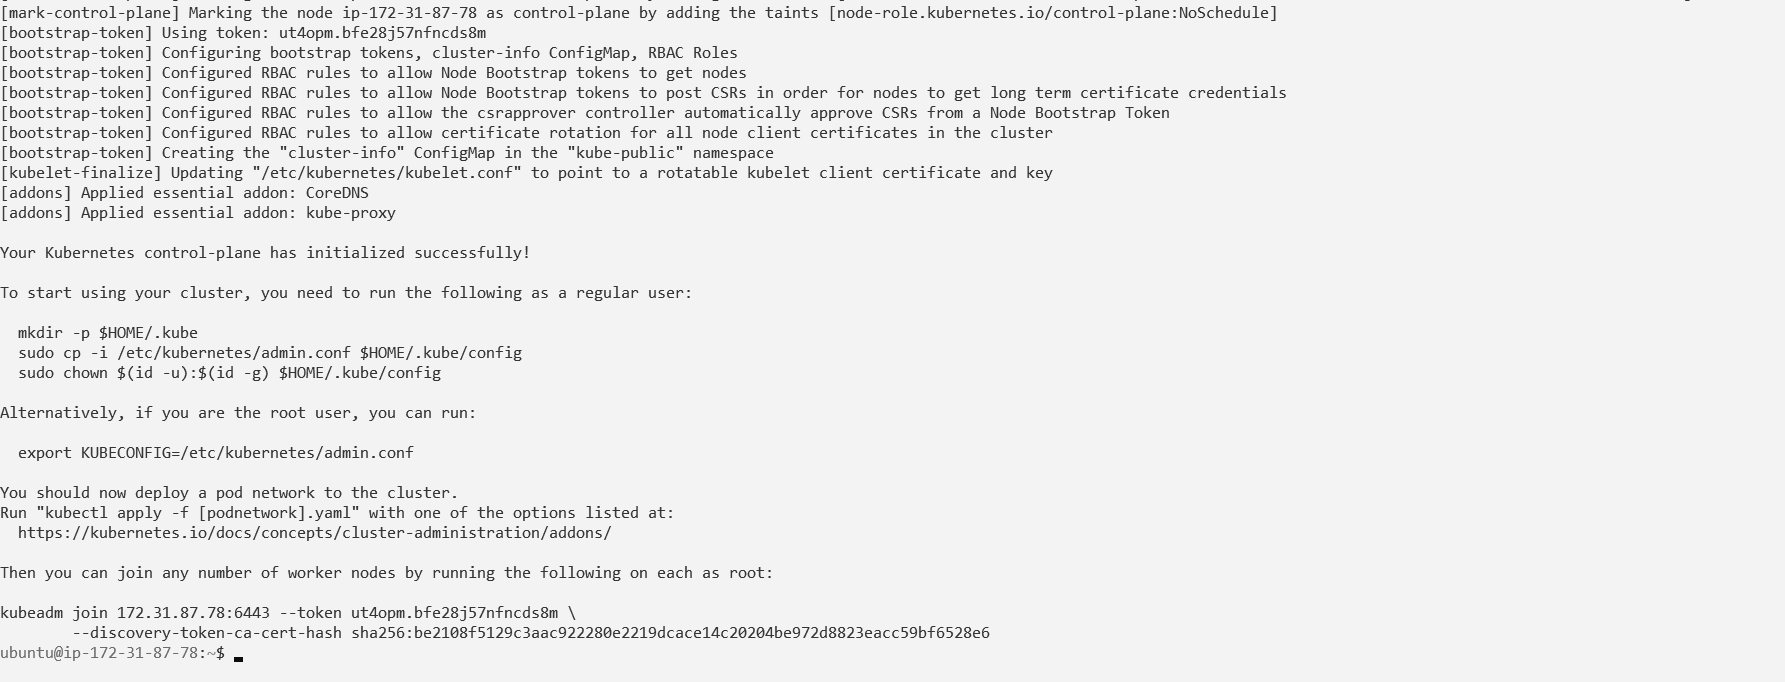 [mark-control-plane] Marking the node ip-172-31-87-78 as control-plane by adding the taints [node-role.kubernetes.io/control-plane:NoSchedule]
[bootstrap-token] Using token: ut4opm.bfe28j57nfncds8m
[bootstrap-token] Configuring bootstrap tokens, cluster-info ConfigMap, RBAC Roles
[bootstrap-token] Configured RBAC rules to allow Node Bootstrap tokens to get nodes
[bootstrap-token] Configured RBAC rules to allow Node Bootstrap tokens to post CSRs in order for nodes to get long term certificate credentials
[bootstrap-token] Configured RBAC rules to allow the csrapprover controller automatically approve CSRs from a Node Bootstrap Token
[bootstrap-token] Configured RBAC rules to allow certificate rotation for all node client certificates in the cluster
[bootstrap-token] Creating the "cluster-info" ConfigMap in the "kube-public" namespace
[kubelet-finalize] Updating "/etc/kubernetes/kubelet.conf" to point to a rotatable kubelet client certificate and key
[addons] Applied essential addon: CoreDNS
[addons] Applied essential addon: kube-proxy

Your Kubernetes control-plane has initialized successfully!

To start using your cluster, you need to run the following as a regular user:

  mkdir -p $HOME/.kube
  sudo cp -i /etc/kubernetes/admin.conf $HOME/.kube/config
  sudo chown $(id -u):$(id -g) $HOME/.kube/config

Alternatively, if you are the root user, you can run:

  export KUBECONFIG=/etc/kubernetes/admin.conf

You should now deploy a pod network to the cluster.
Run "kubectl apply -f [podnetwork].yaml" with one of the options listed at:
  https://kubernetes.io/docs/concepts/cluster-administration/addons/

Then you can join any number of worker nodes by running the following on each as root:

kubeadm join 172.31.87.78:6443 --token ut4opm.bfe28j57nfncds8m \
        --discovery-token-ca-cert-hash sha256:be2108f5129c3aac922280e2219dcace14c20204be972d8823eacc59bf6528e6
ubuntu@ip-172-31-87-78:~$